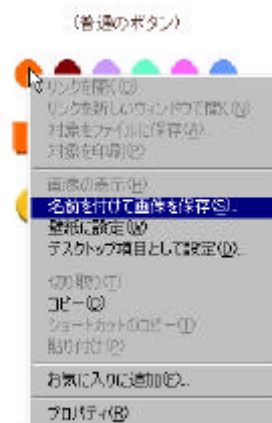 (普通のボタン)
リンクを開く(O)
リンクを新しいウィンドウで開く(N)
対象をファイルに保存(A)...
対象を印刷(P)
画像の表示(H)
名前を付けて画像を保存(S)...
壁紙に設定(W)
デスクトップ項目として設定(D)...
切り取り(T)
コピー(C)
ショートカットのコピー(T)
貼り付け(P)
お気に入りに追加(F)...
プロパティ(R)